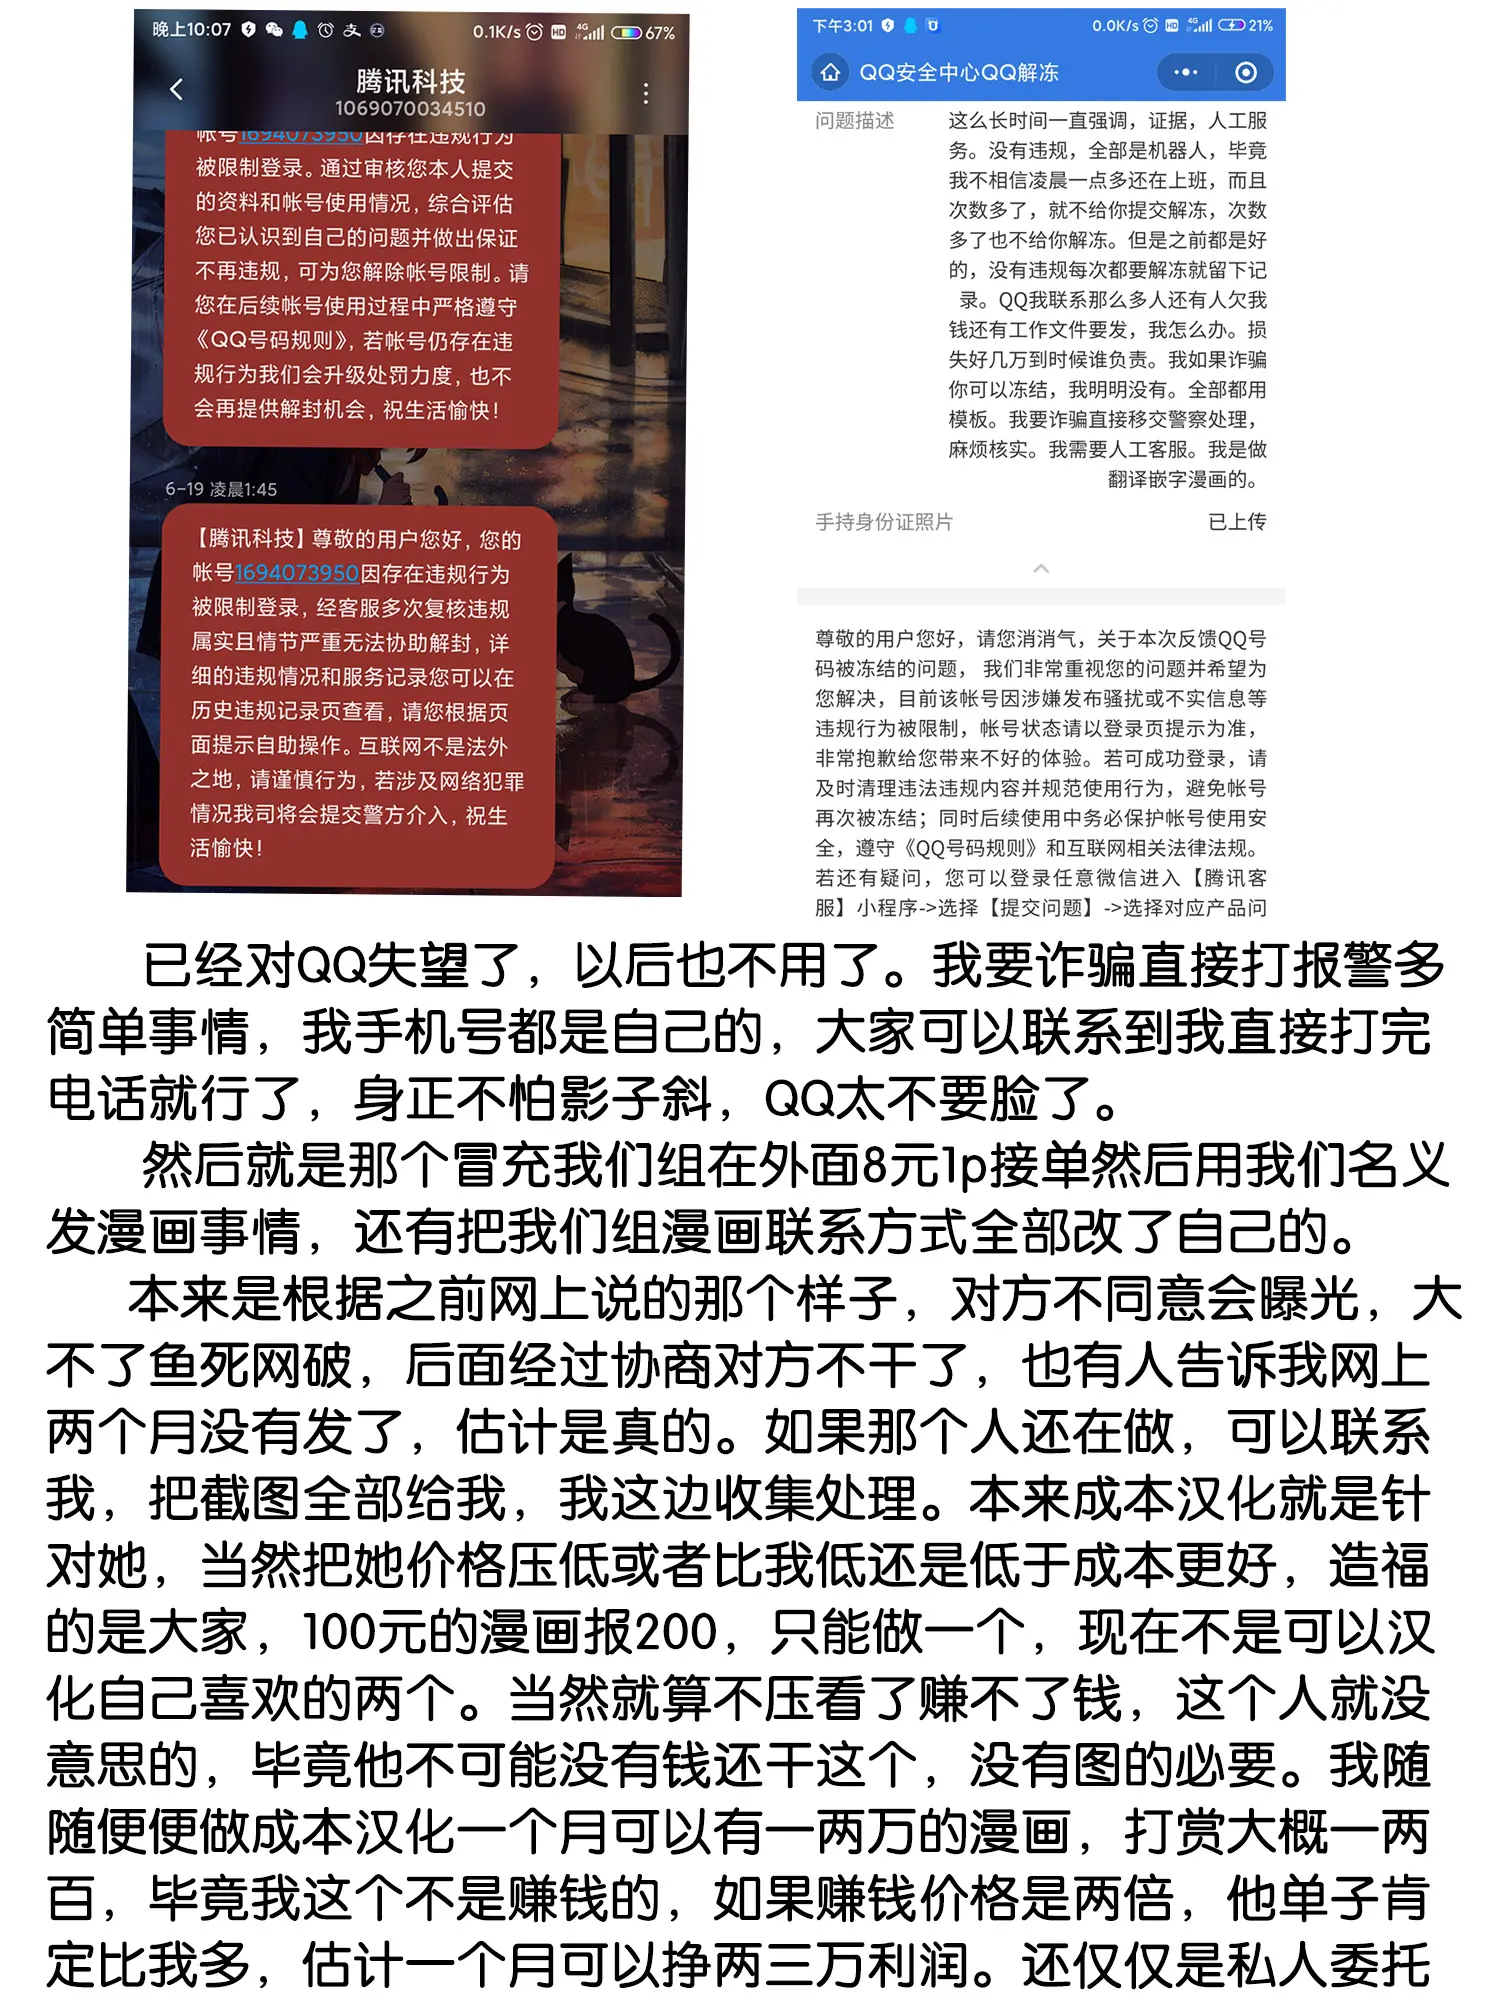 晚上10:07
0.1K/s HD 4G 67%
腾讯科技
1069070034510
帐号1694073950因存在违规行为
被限制登录。通过审核您本人提交
的资料和帐号使用情况，综合评估
您已认识到自己的问题并做出保证
不再违规，可为您解除帐号限制。请
您在后续帐号使用过程中严格遵守
《QQ号码规则》，若帐号仍存在违
规行为我们会升级处罚力度，也不
会再提供解封机会，祝生活愉快！
6-19 凌晨1:45
【腾讯科技】尊敬的用户您好，您的
帐号1694073950因存在违规行为
被限制登录，经客服多次复核违规
属实且情节严重无法协助解封，详
细的违规情况和服务记录您可以在
历史违规记录页查看，请您根据页
面提示自助操作。互联网不是法外
之地，请谨慎行为，若涉及网络犯罪
情况我司将会提交警方介入，祝生
活愉快！
下午3:01
0.0K/s HD 4G 21%
QQ安全中心QQ解冻
问题描述
这么长时间一直强调，证据，人工服
务。没有违规，全部是机器人，毕竟
我不相信凌晨一点多还在上班，而且
次数多了，就不给你提交解冻，次数
多了也不给你解冻。但是之前都是好
的，没有违规每次都要解冻就留下记
录。QQ我联系那么多人还有人欠我
钱还有工作文件要发，我怎么办。损
失好几万到时候谁负责。我如果诈骗
你可以冻结，我明明没有。全部都用
模板。我要诈骗直接移交警察处理，
麻烦核实。我需要人工客服。我是做
翻译嵌字漫画的。
手持身份证照片
已上传
尊敬的用户您好，请您消消气，关于本次反馈QQ号
码被冻结的问题， 我们非常重视您的问题并希望为
您解决，目前该帐号因涉嫌发布骚扰或不实信息等
违规行为被限制，帐号状态请以登录页提示为准，
非常抱歉给您带来不好的体验。若可成功登录，请
及时清理违法违规内容并规范使用行为，避免帐号
再次被冻结；同时后续使用中务必保护帐号使用安
全，遵守《QQ号码规则》和互联网相关法律法规。
若还有疑问，您可以登录任意微信进入【腾讯客
服】小程序->选择【提交问题】->选择对应产品问
已经对QQ失望了，以后也不用了。我要诈骗直接打报警多
简单事情，我手机号都是自己的，大家可以联系到我直接打完
电话就行了，身正不怕影子斜，QQ太不要脸了。
然后就是那个冒充我们组在外面8元1p接单然后用我们名义
发漫画事情，还有把我们组漫画联系方式全部改了自己的。
本来是根据之前网上说的那个样子，对方不同意会曝光，大
不了鱼死网破，后面经过协商对方不干了，也有人告诉我网上
两个月没有发了，估计是真的。如果那个人还在做，可以联系
我，把截图全部给我，我这边收集处理。本来成本汉化就是针
对她，当然把她价格压低或者比我低还是低于成本更好，造福
的是大家，100元的漫画报200，只能做一个，现在不是可以汉
化自己喜欢的两个。当然就算不压看了赚不了钱，这个人就没
意思的，毕竟他不可能没有钱还干这个，没有图的必要。我随
随便便做成本汉化一个月可以有一两万的漫画，打赏大概一两
百，毕竟我这个不是赚钱的，如果赚钱价格是两倍，他单子肯
定比我多，估计一个月可以挣两三万利润。还仅仅是私人委托